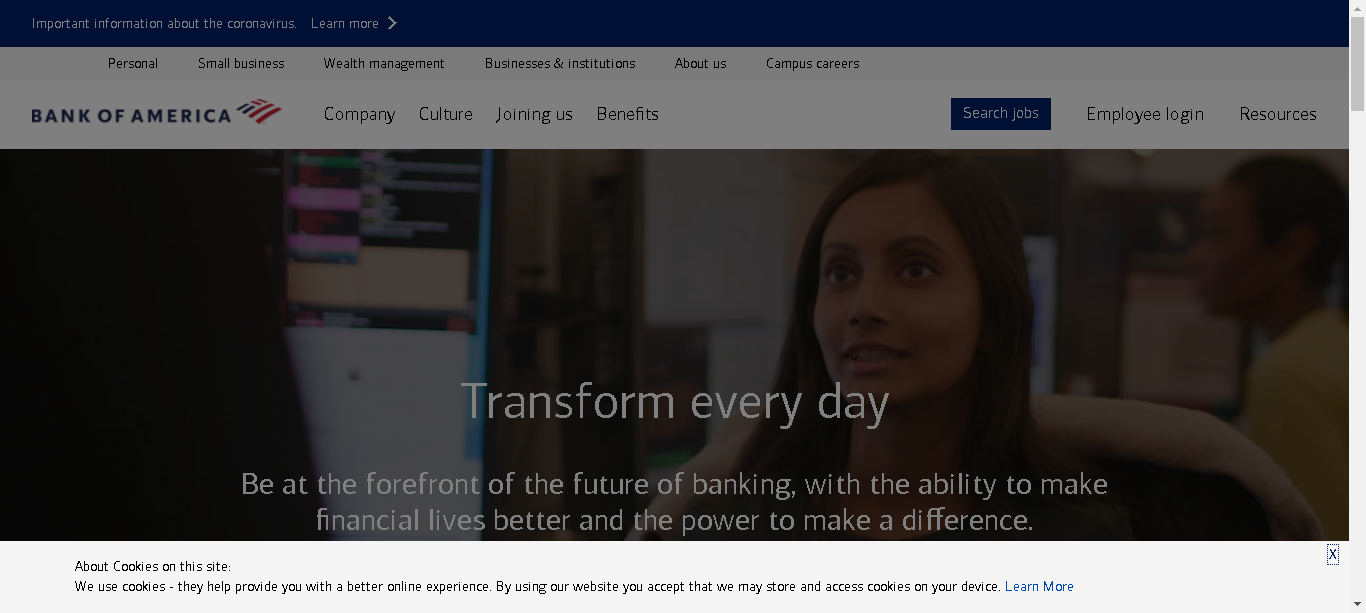 Important information about the coronavirus. Learn more
Personal Small business Wealth management Businesses & institutions About us Campus careers
BANK OF AMERICA Company Culture Joining us Benefits Search jobs Employee login Resources
Transform every day
Be at the forefront of the future of banking, with the ability to make
financial lives better and the power to make a difference.
X
About Cookies on this site:
We use cookies - they help provide you with a better online experience. By using our website you accept that we may store and access cookies on your device. Learn More